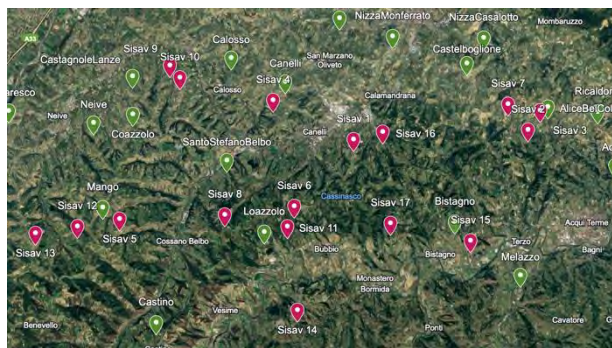 NizzaMonferrato
NizzaCasalotto
Mombaruzzo
A33
Sisav 9
Calosso
CastagnoleLanze
Sisav 10
San Marzano
Oliveto
Castelboglione
Canelli
Sisav 4
Calosso
Calamandrana
Sisav 7
Ricaldon
Sisav 2
AliceBelCol
Neive
Neive
Coazzolo
Sisav 1
Canelli
Sisav 16
Sisav 3
SantoStefanoBelbo
Mango
Sisav 12
Sisav 8
Sisav 6
Cassinasco
Sisav 17
Bistagno
Loazzolo
Sisav 15
Acqui Terme
Sisav 13
Sisav 5
Cossano Belbo
Sisav 11
Bubbio
Bistagno
Terzo
Bagni
Melazzo
Monastero
Bormida
Castino
Vesime
Sisav 14
Benevello
Ponti
Cavatore